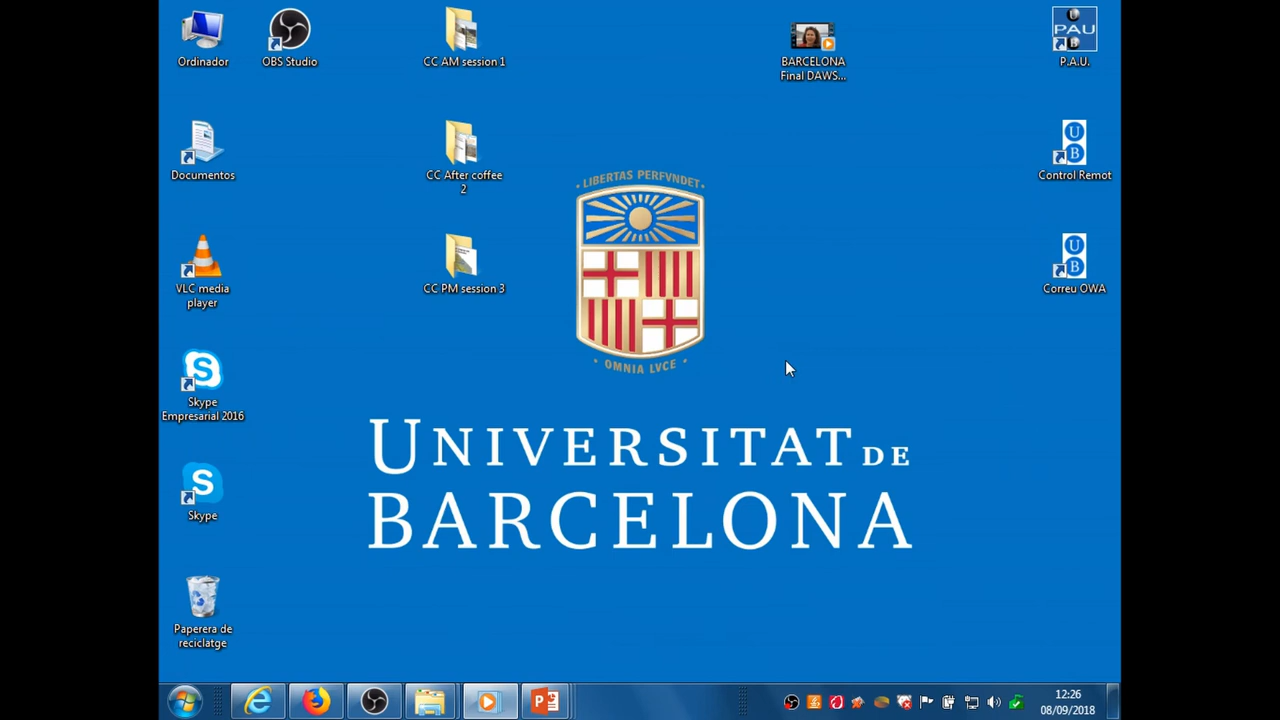 Ordinador
OBS Studio
CC AM session 1
BARCELONA
Final DAWS...
PAU
P.A.U.
Documentos
CC After coffee
2
U
B
Control Remot
VLC media
player
CC PM session 3
U
B
Correu OWA
· LIBERTAS PERFVNDET ·
· OMNIA LVCE ·
Skype
Empresarial 2016
UNIVERSITAT DE
BARCELONA
Skype
Paperera de
reciclatge
12:26
08/09/2018